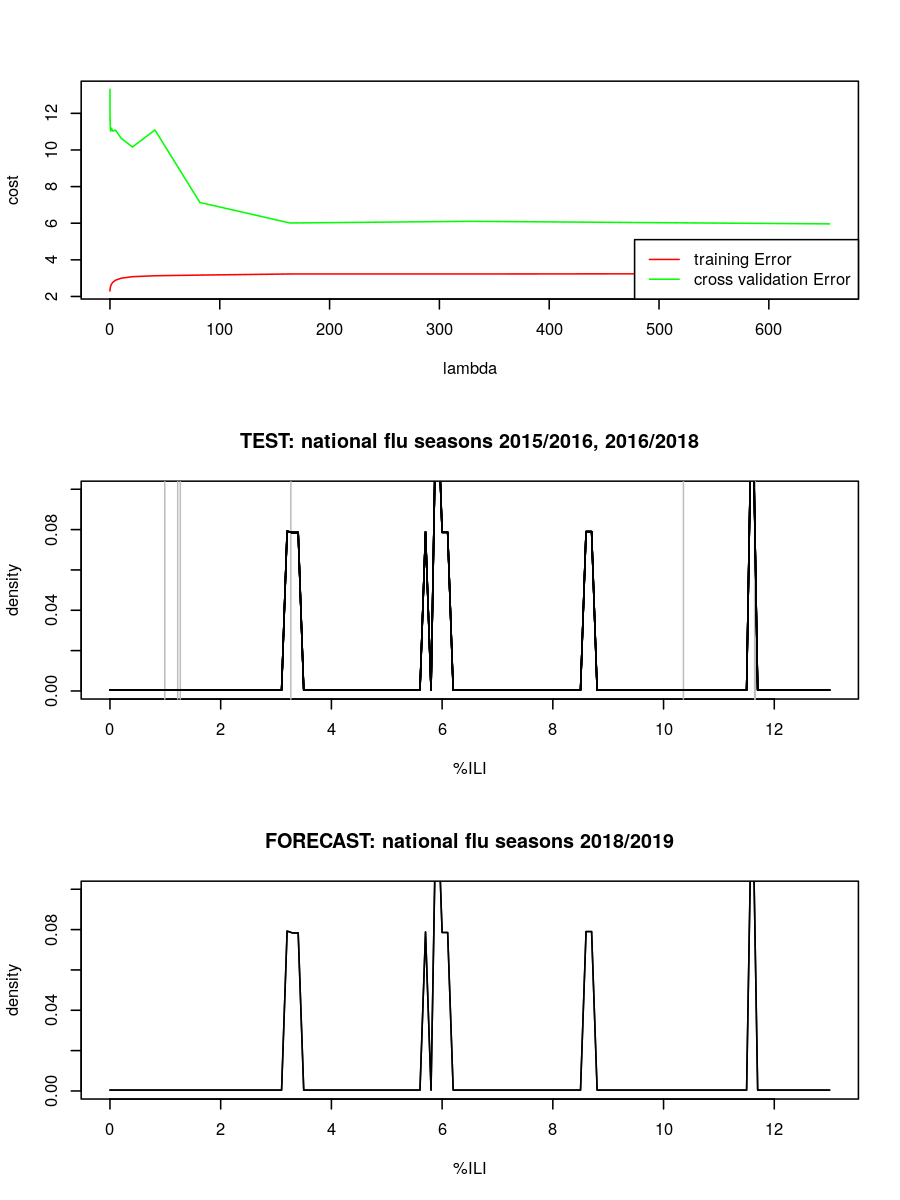 12
10
8
6
4
2
cost
training Error
cross validation Error
0 100 200 300 400 500 600
lambda
TEST: national flu seasons 2015/2016, 2016/2018
0.08
0.04
0.00
density
0 2 4 6 8 10 12
%ILI
FORECAST: national flu seasons 2018/2019
0.08
0.04
0.00
density
0 2 4 6 8 10 12
%ILI